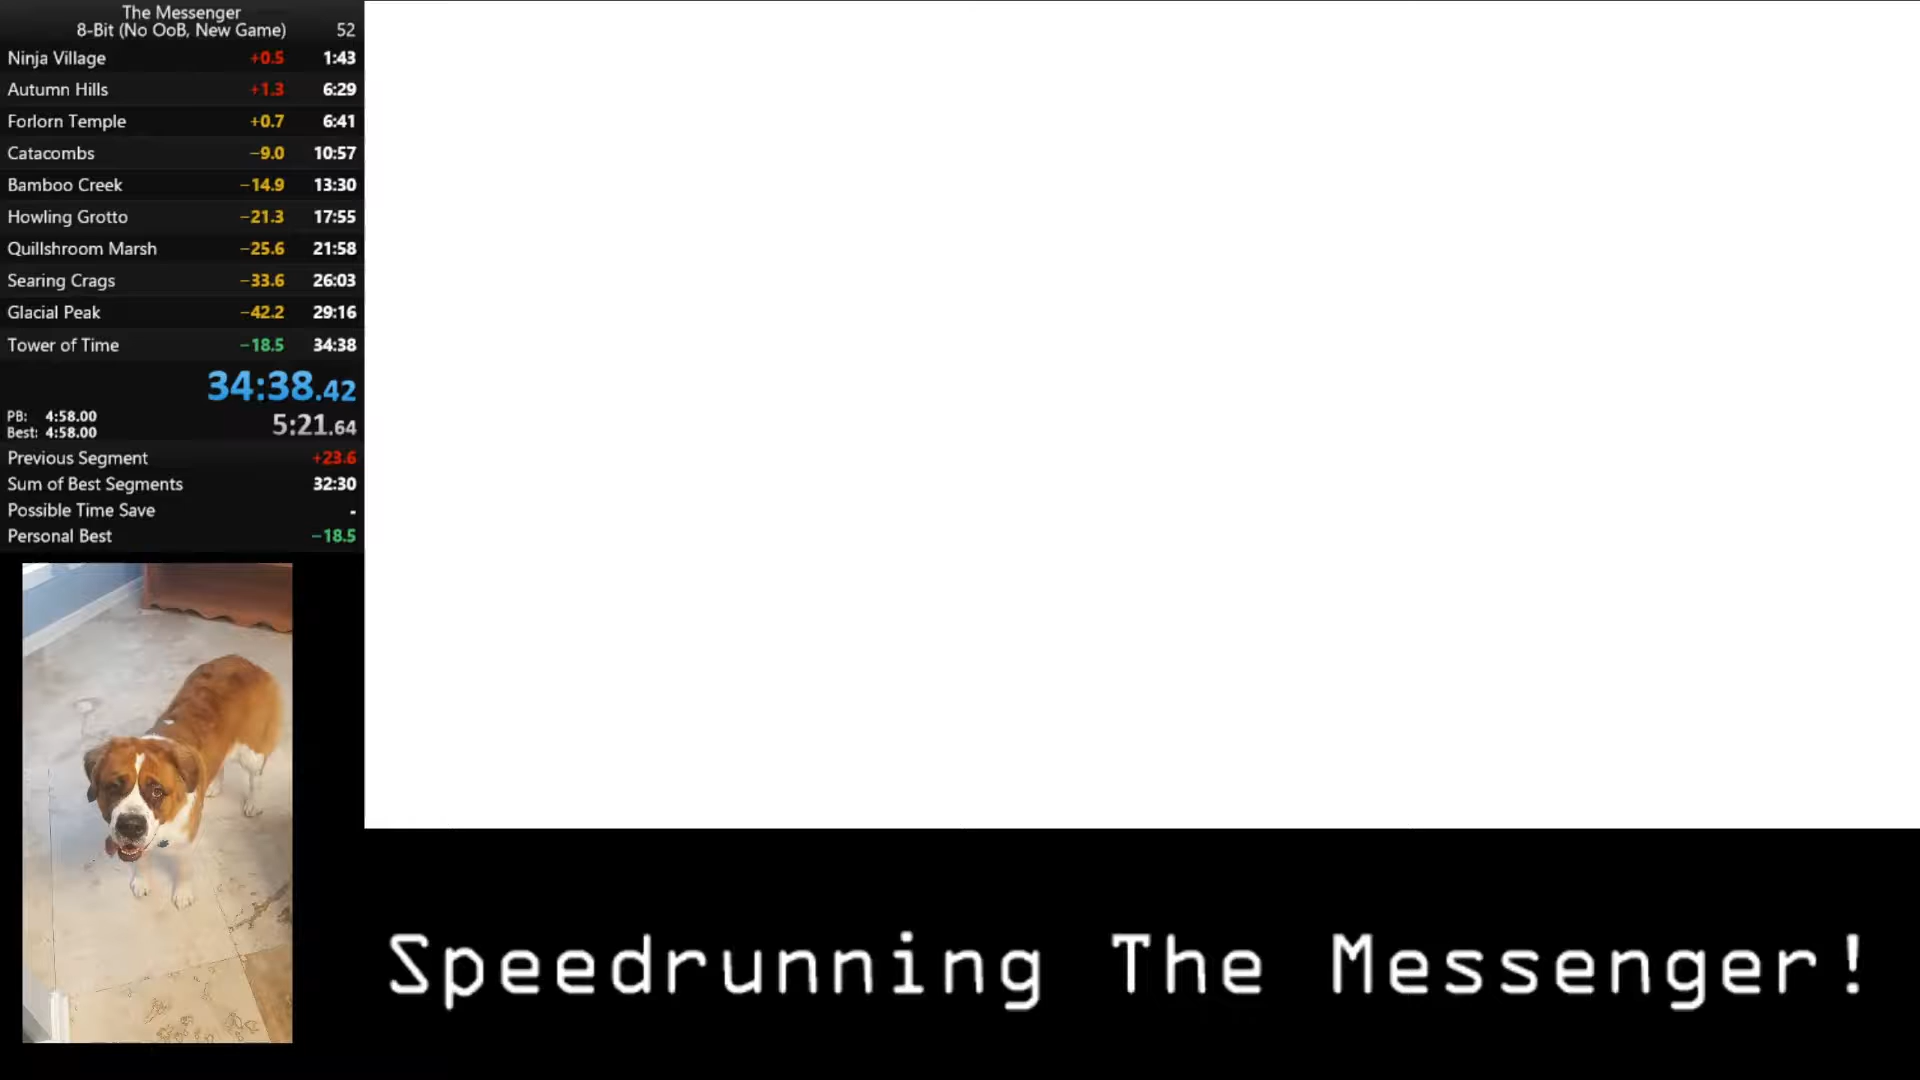 The Messenger
8-Bit (No OoB, New Game) 52
Ninja Village +0.5 1:43
Autumn Hills +1.3 6:29
Forlorn Temple +0.7 6:41
Catacombs −9.0 10:57
Bamboo Creek −14.9 13:30
Howling Grotto −21.3 17:55
Quillshroom Marsh −25.6 21:58
Searing Crags −33.6 26:03
Glacial Peak −42.2 29:16
Tower of Time −18.5 34:38
34:38.42
PB: 4:58.00 5:21.64
Best: 4:58.00
Previous Segment +23.6
Sum of Best Segments 32:30
Possible Time Save -
Personal Best −18.5
Speedrunning The Messenger!